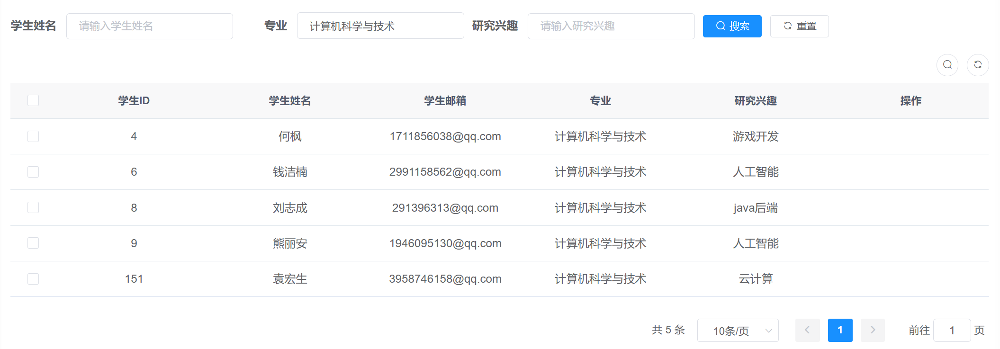 学生姓名 请输入学生姓名 专业 计算机科学与技术 研究兴趣 请输入研究兴趣 搜索 重置
学生ID 学生姓名 学生邮箱 专业 研究兴趣 操作
4 何枫 1711856038@qq.com 计算机科学与技术 游戏开发
6 钱洁楠 2991158562@qq.com 计算机科学与技术 人工智能
8 刘志成 291396313@qq.com 计算机科学与技术 java后端
9 熊丽安 1946095130@qq.com 计算机科学与技术 人工智能
151 袁宏生 3958746158@qq.com 计算机科学与技术 云计算
共 5 条 10条/页 1 前往 1 页